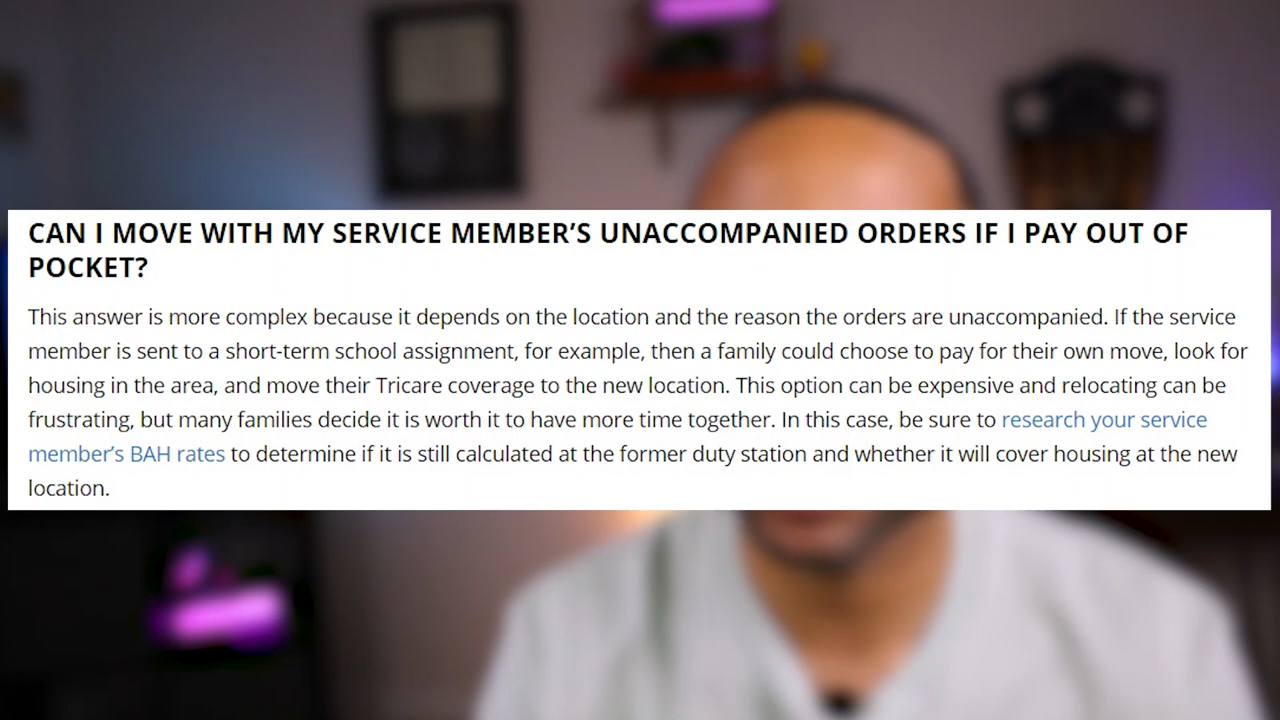 CAN I MOVE WITH MY SERVICE MEMBER’S UNACCOMPANIED ORDERS IF I PAY OUT OF
POCKET?
This answer is more complex because it depends on the location and the reason the orders are unaccompanied. If the service
member is sent to a short-term school assignment, for example, then a family could choose to pay for their own move, look for
housing in the area, and move their Tricare coverage to the new location. This option can be expensive and relocating can be
frustrating, but many families decide it is worth it to have more time together. In this case, be sure to research your service
member’s BAH rates to determine if it is still calculated at the former duty station and whether it will cover housing at the new
location.